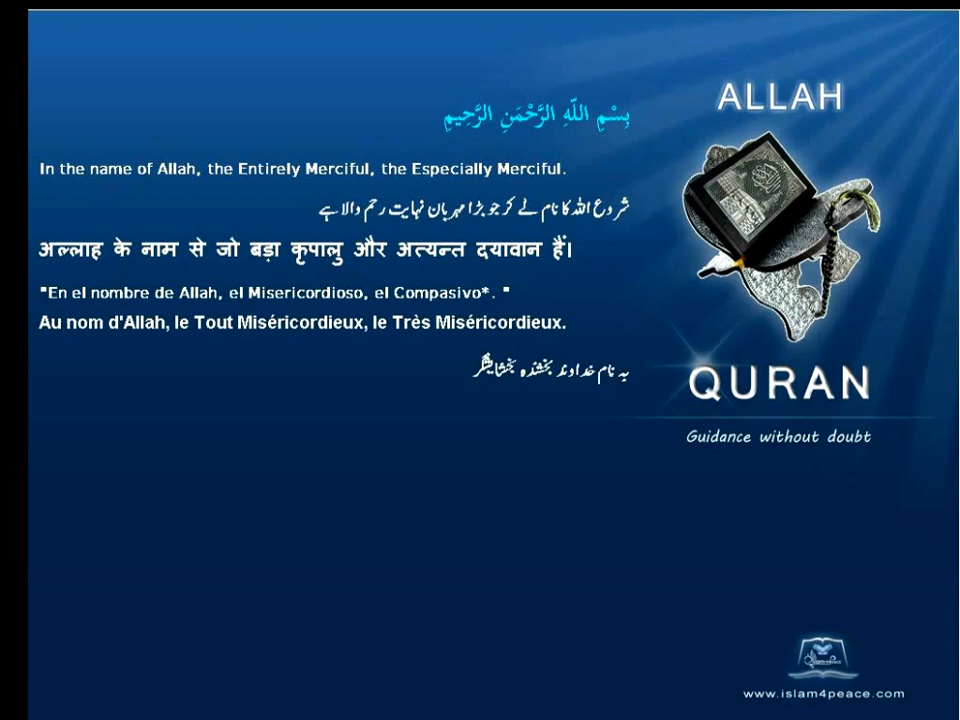 بِسْمِ اللّهِ الرَّحْمَنِ الرَّحِيمِ
In the name of Allah, the Entirely Merciful, the Especially Merciful.
شروع الله کا نام لے کر جو بڑا مہربان نہایت رحم والا ہے
अल्लाह के नाम से जो बड़ा कृपालु और अत्यन्त दयावान हैं।
"En el nombre de Allah, el Misericordioso, el Compasivo*. "
Au nom d'Allah, le Tout Miséricordieux, le Très Miséricordieux.
به نام خداوند بخشنده بخشایشگر
ALLAH
QURAN
Guidance without doubt
www.islam4peace.com